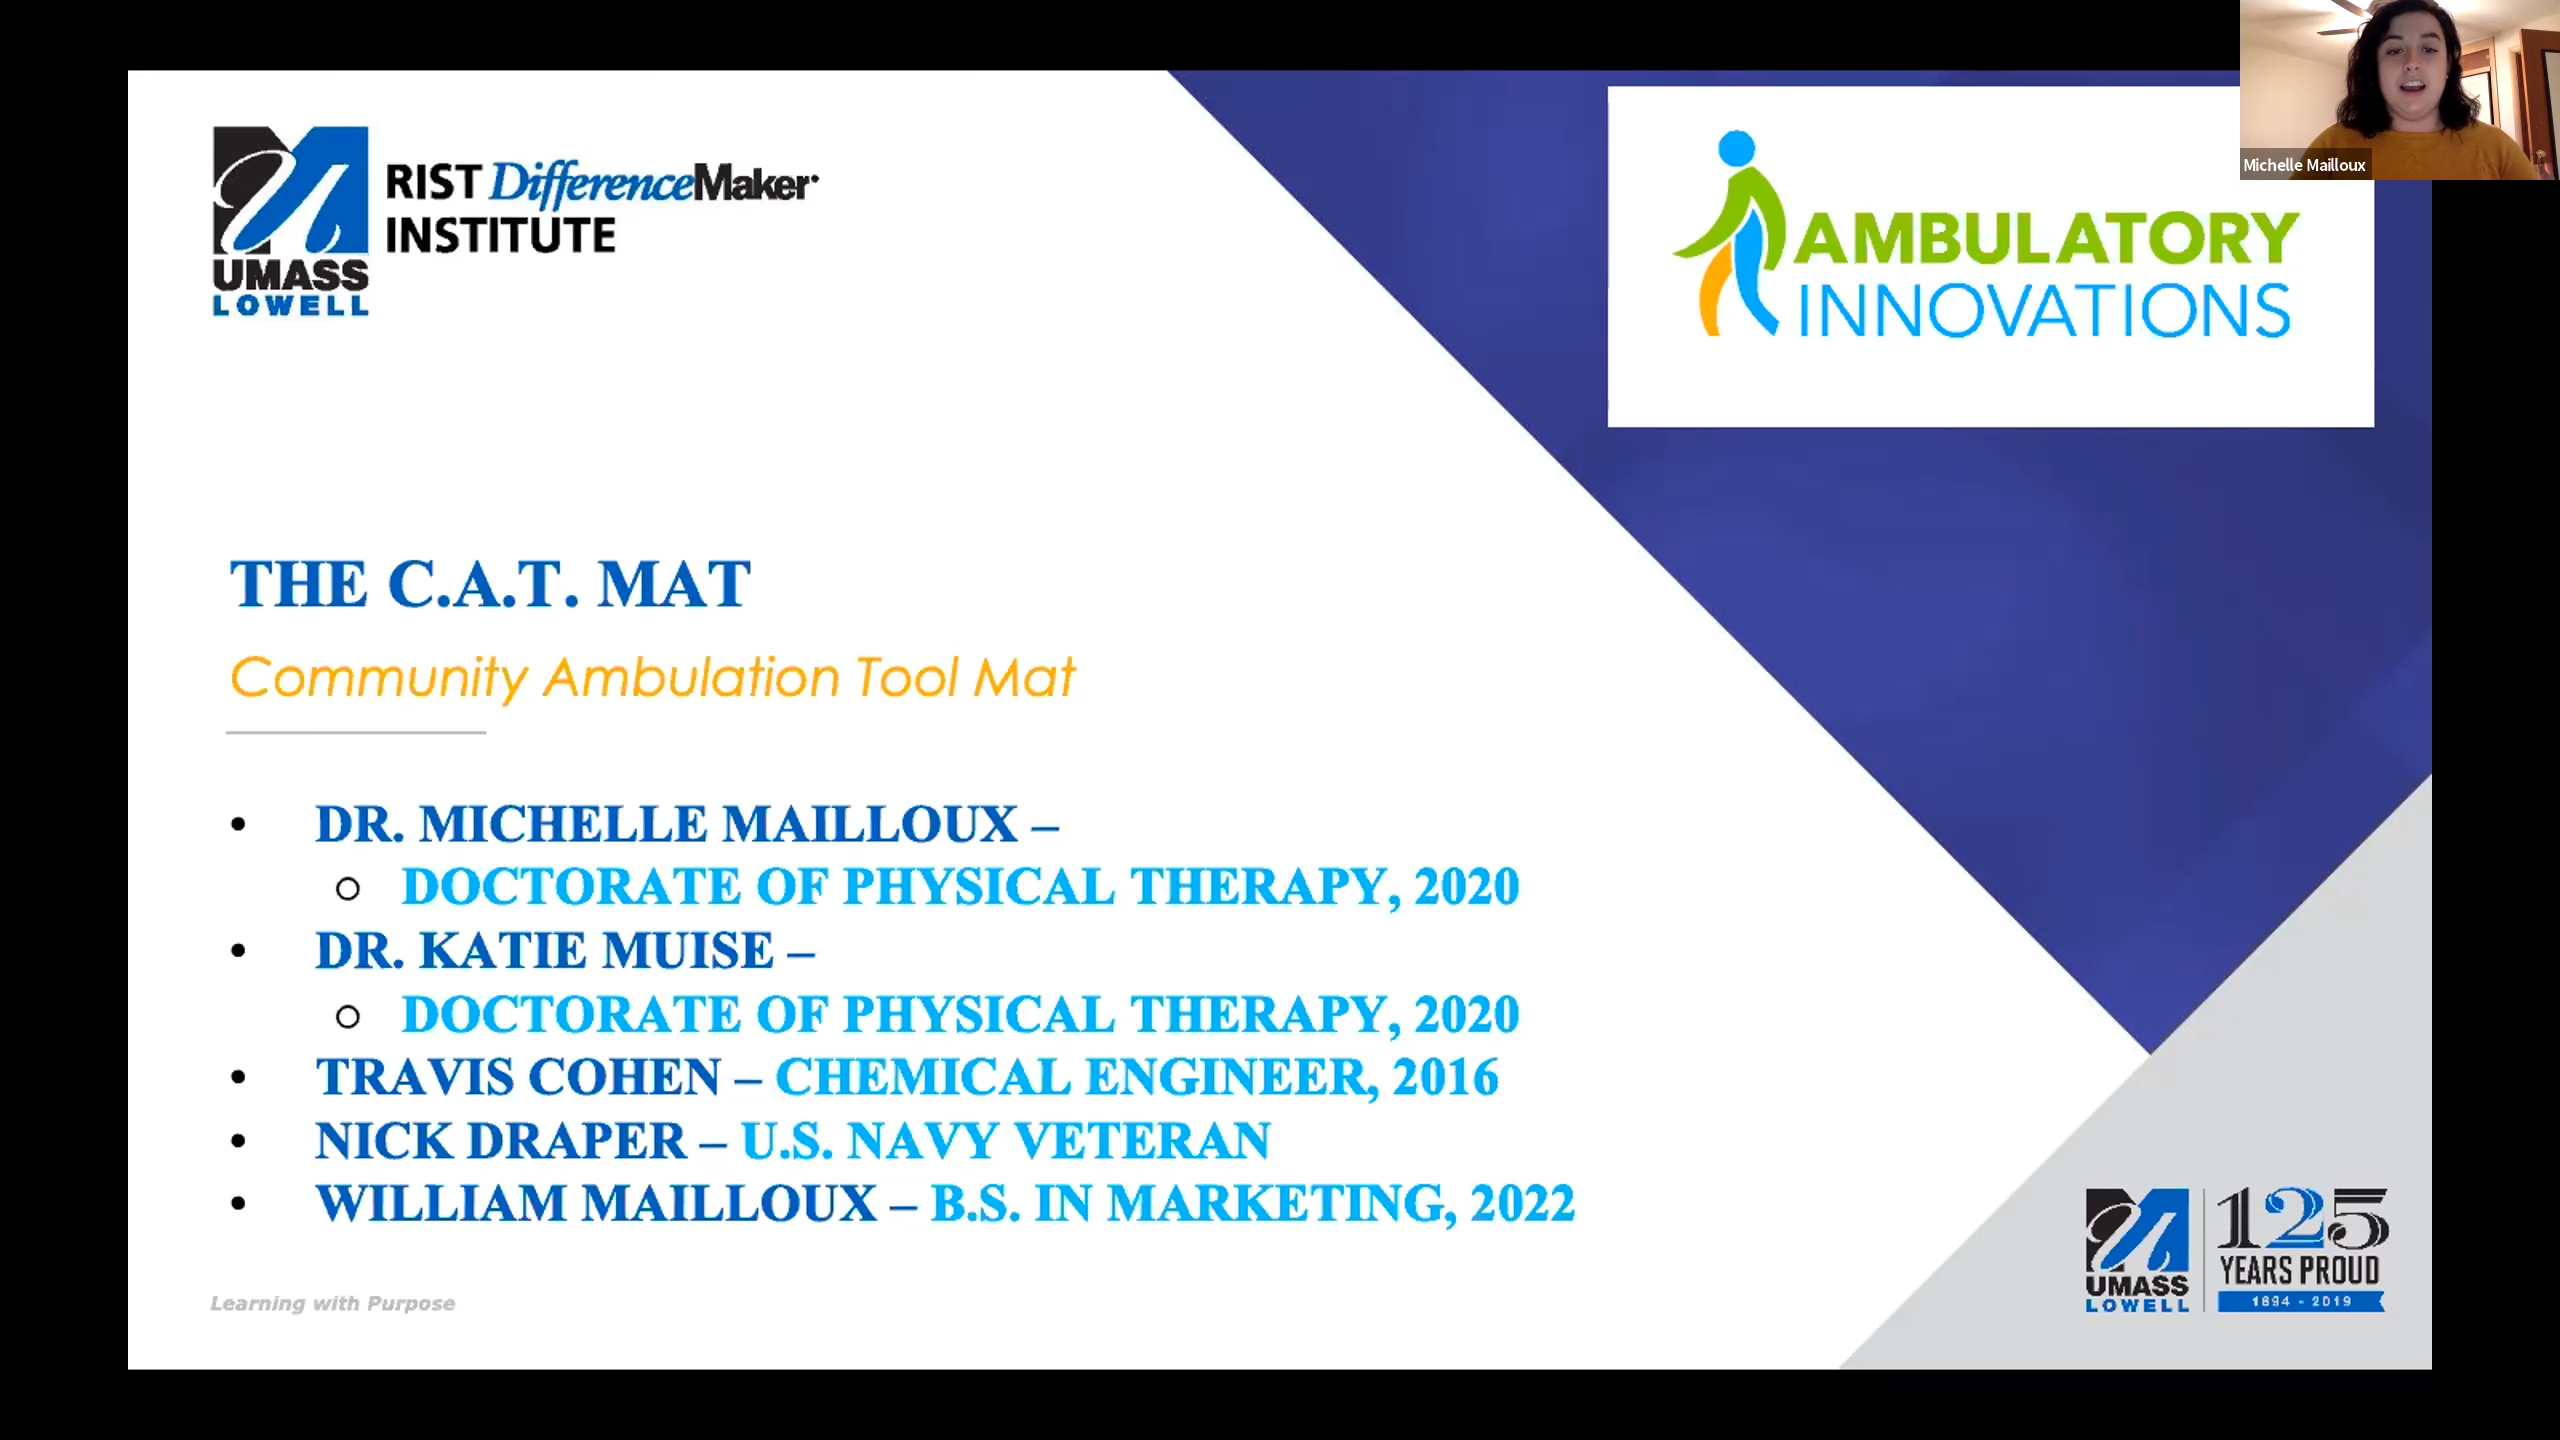 RIST DifferenceMaker
INSTITUTE
UMASS
LOWELL
AMBULATORY
INNOVATIONS
Michelle Mailloux
THE C.A.T. MAT
Community Ambulation Tool Mat
• DR. MICHELLE MAILLOUX –
○ DOCTORATE OF PHYSICAL THERAPY, 2020
• DR. KATIE MUISE –
○ DOCTORATE OF PHYSICAL THERAPY, 2020
• TRAVIS COHEN – CHEMICAL ENGINEER, 2016
• NICK DRAPER – U.S. NAVY VETERAN
• WILLIAM MAILLOUX – B.S. IN MARKETING, 2022
Learning with Purpose
UMASS
LOWELL
125
YEARS PROUD
1894 - 2019